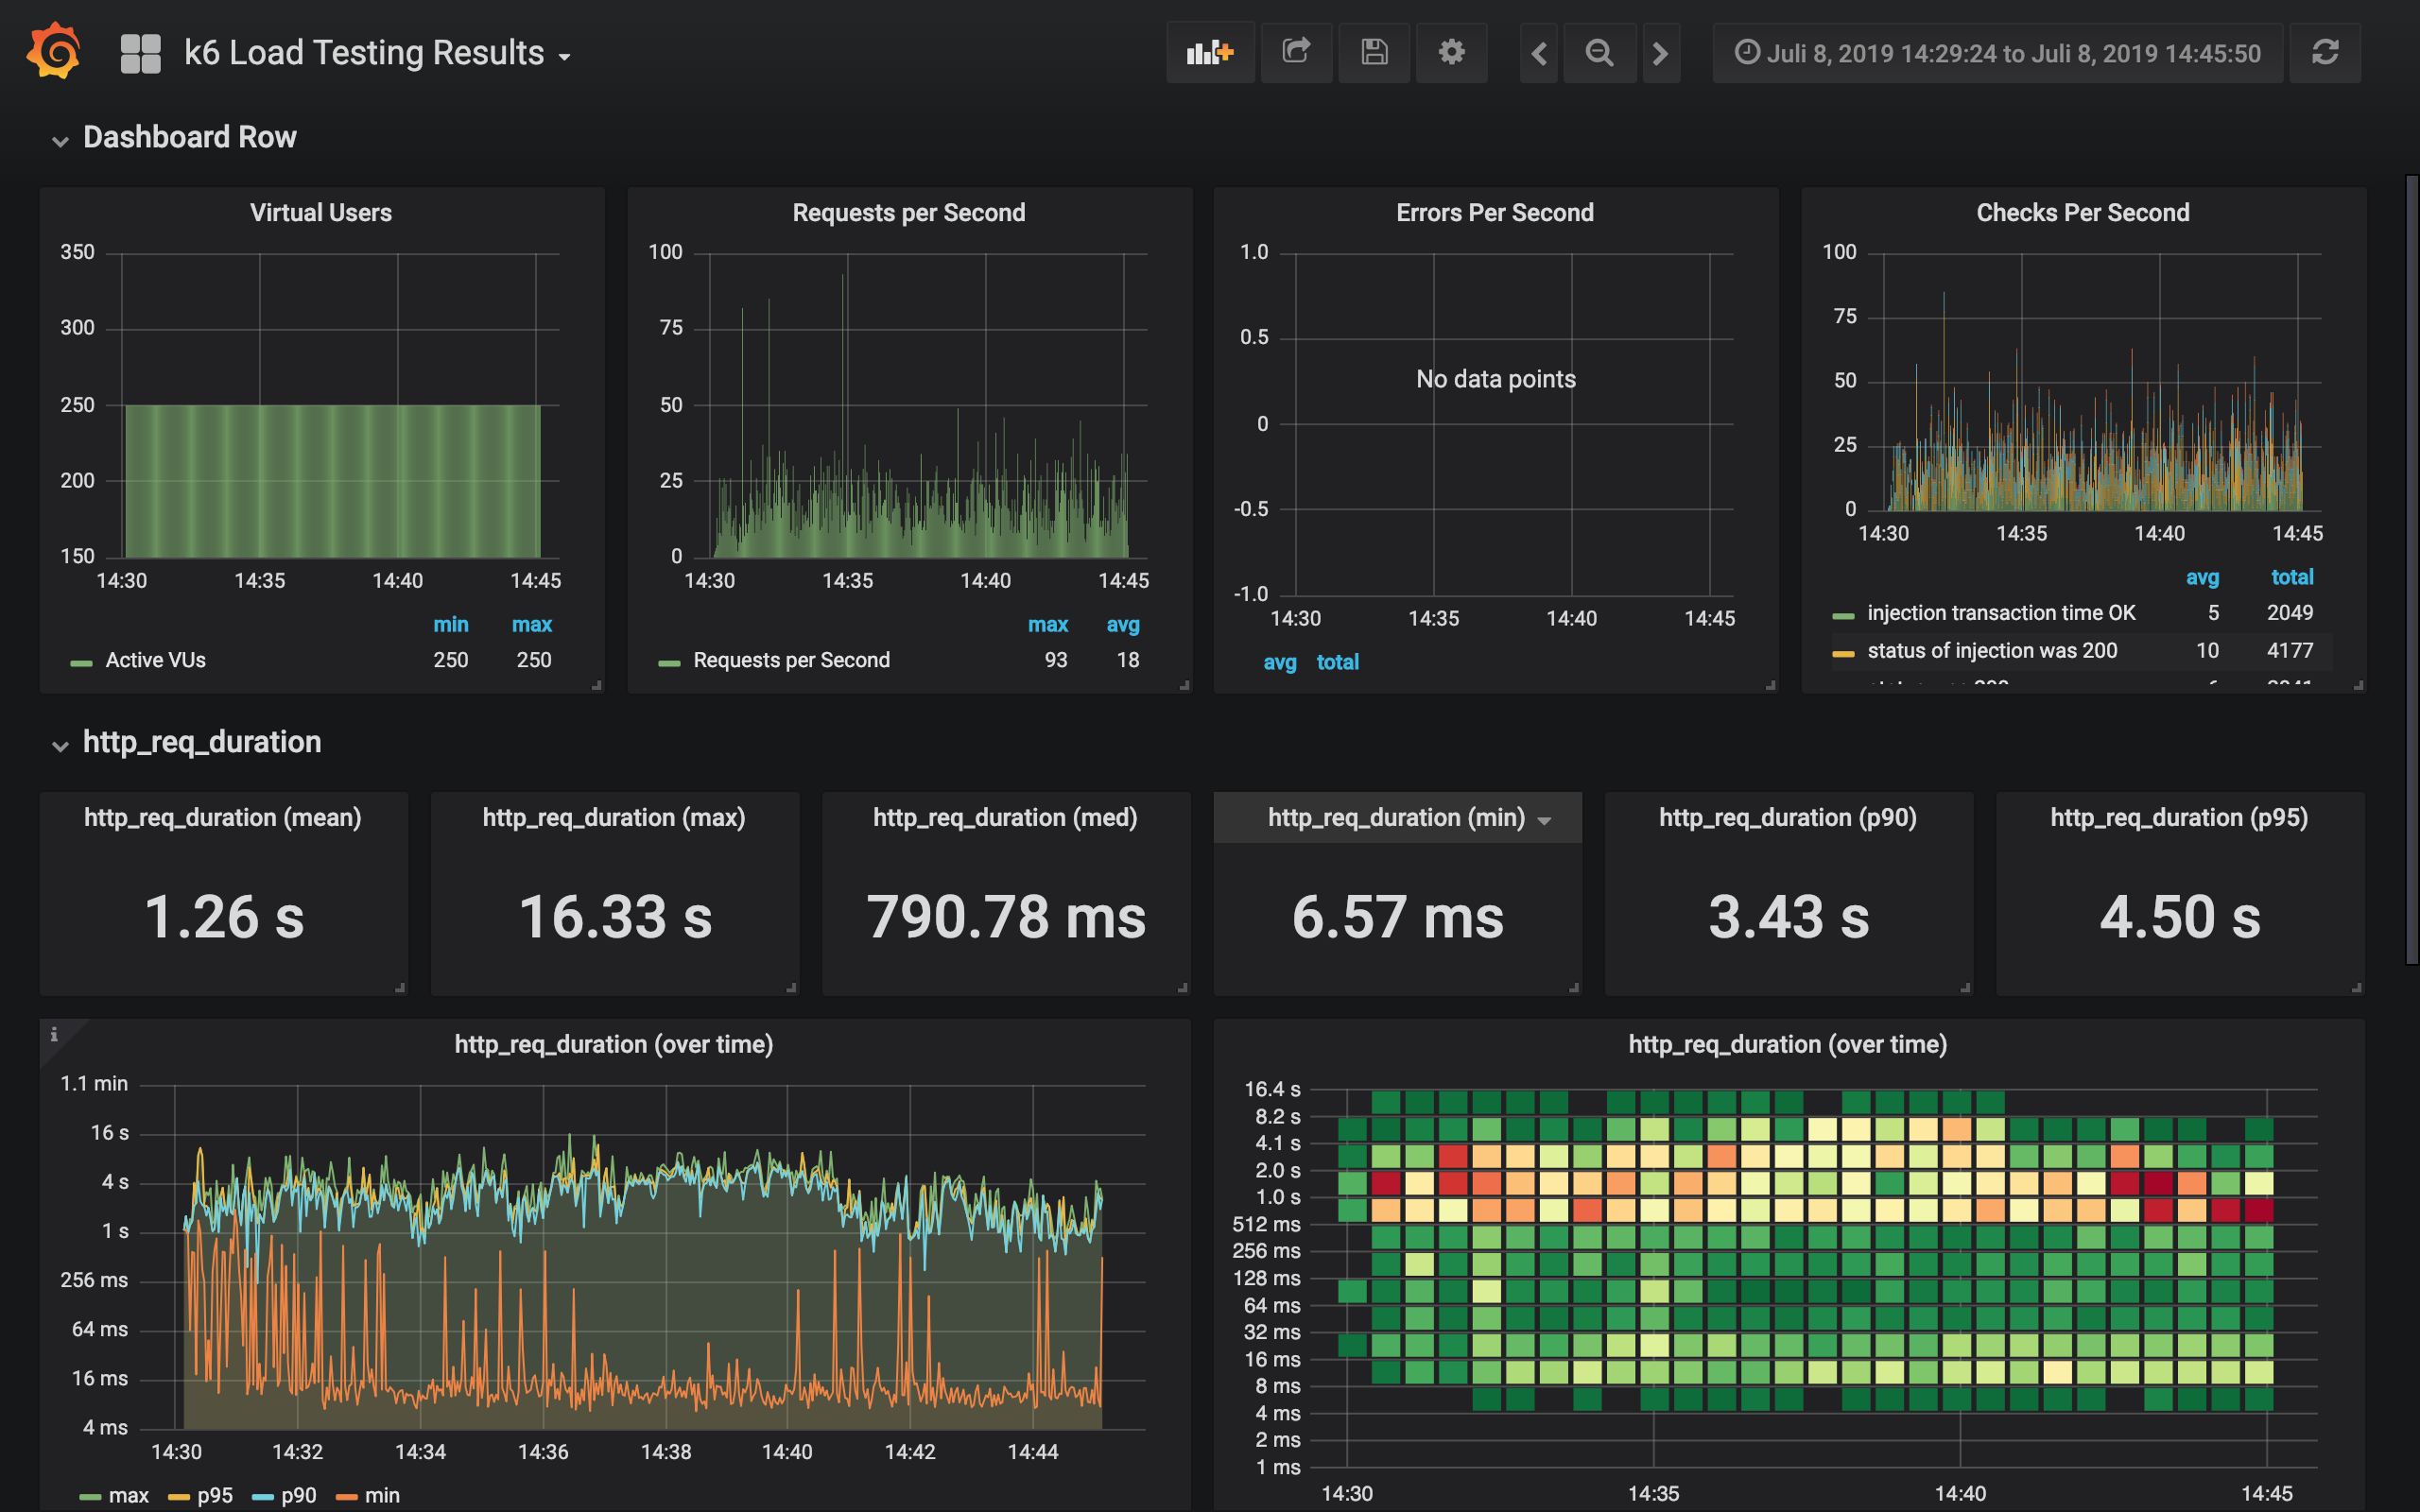 k6 Load Testing Results
Juli 8, 2019 14:29:24 to Juli 8, 2019 14:45:50
Dashboard Row
Virtual Users
350
300
250
200
150
14:30 14:35 14:40 14:45
min max
Active VUs 250 250
Requests per Second
100
75
50
25
0
14:30 14:35 14:40 14:45
max avg
Requests per Second 93 18
Errors Per Second
1.0
0.5
No data points
0
-0.5
-1.0
14:30 14:35 14:40 14:45
avg total
Checks Per Second
100
75
50
25
0
14:30 14:35 14:40 14:45
avg total
injection transaction time OK 5 2049
status of injection was 200 10 4177
http_req_duration
http_req_duration (mean)
1.26 s
http_req_duration (max)
16.33 s
http_req_duration (med)
790.78 ms
http_req_duration (min)
6.57 ms
http_req_duration (p90)
3.43 s
http_req_duration (p95)
4.50 s
http_req_duration (over time)
1.1 min
16 s
4 s
1 s
256 ms
64 ms
16 ms
4 ms
14:30 14:32 14:34 14:36 14:38 14:40 14:42 14:44
max p95 p90 min
http_req_duration (over time)
16.4 s
8.2 s
4.1 s
2.0 s
1.0 s
512 ms
256 ms
128 ms
64 ms
32 ms
16 ms
8 ms
4 ms
2 ms
1 ms
14:30 14:35 14:40 14:45